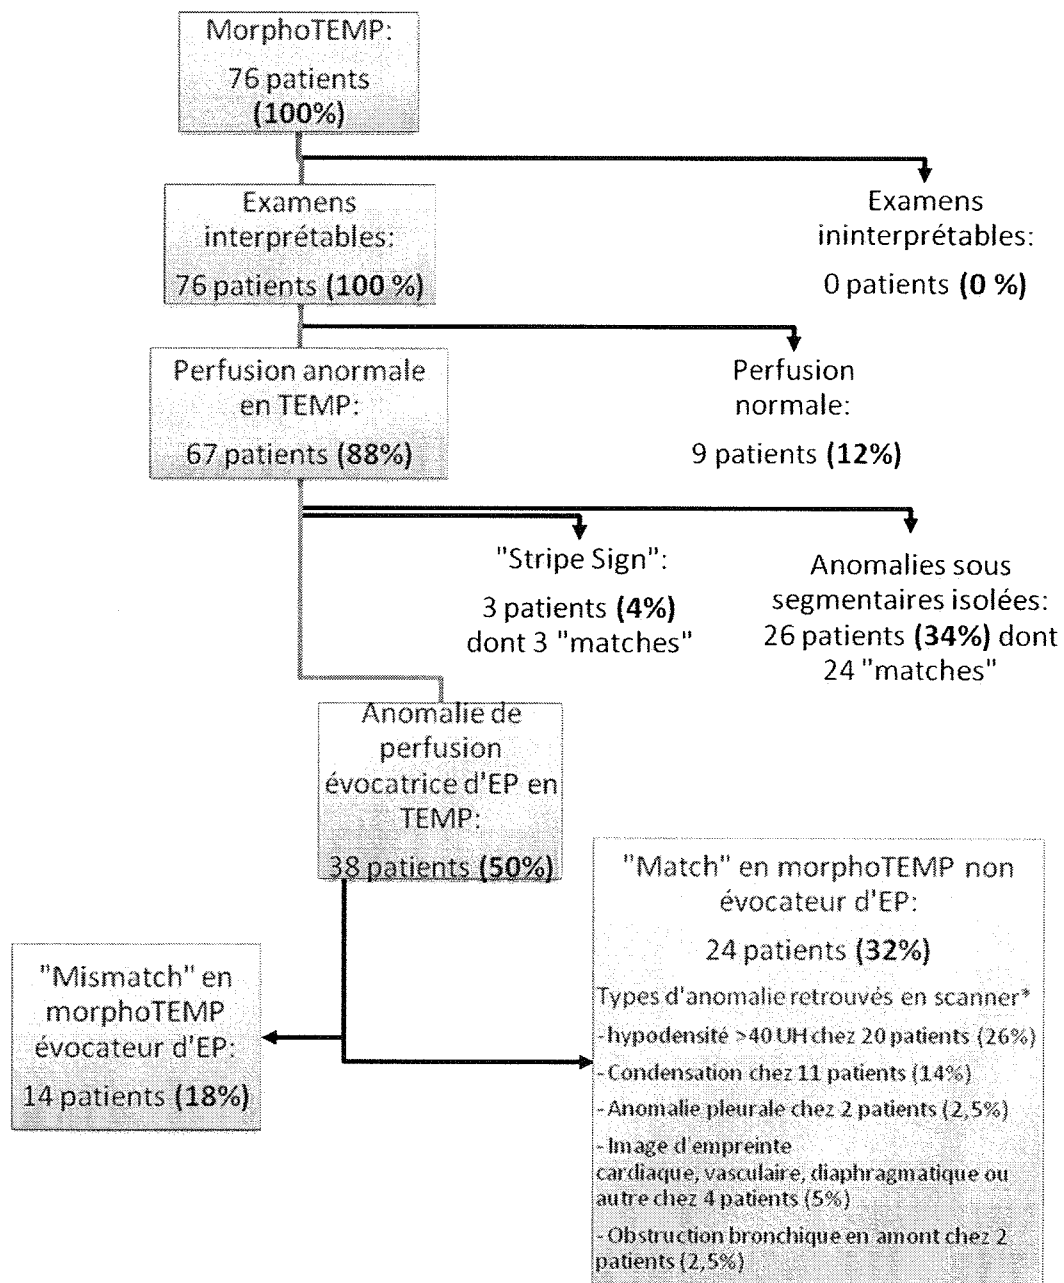 MorphoTEMP:
76 patients
(100%)
Examens
interprétables:
76 patients (100 %)
Examens
ininterprétables:
0 patients (0 %)
Perfusion anormale
en TEMP:
67 patients (88%)
Perfusion
normale:
9 patients (12%)
"Stripe Sign":
3 patients (4%)
dont 3 "matches"
Anomalies sous
segmentaires isolées:
26 patients (34%) dont
24 "matches"
Anomalie de
perfusion
évocatrice d'EP en
TEMP:
38 patients (50%)
"Mismatch" en
morphoTEMP
évocateur d'EP:
14 patients (18%)
"Match" en morphoTEMP non
évocateur d'EP:
24 patients (32%)
Types d'anomalie retrouvés en scanner*
-hypodensité >40 UH chez 20 patients (26%)
-Condensation chez 11 patients (14%)
-Anomalie pleurale chez 2 patients (2,5%)
-Image d'empreinte
cardiaque, vasculaire, diaphragmatique ou
autre chez 4 patients (5%)
-Obstruction bronchique en amont chez 2
patients (2,5%)